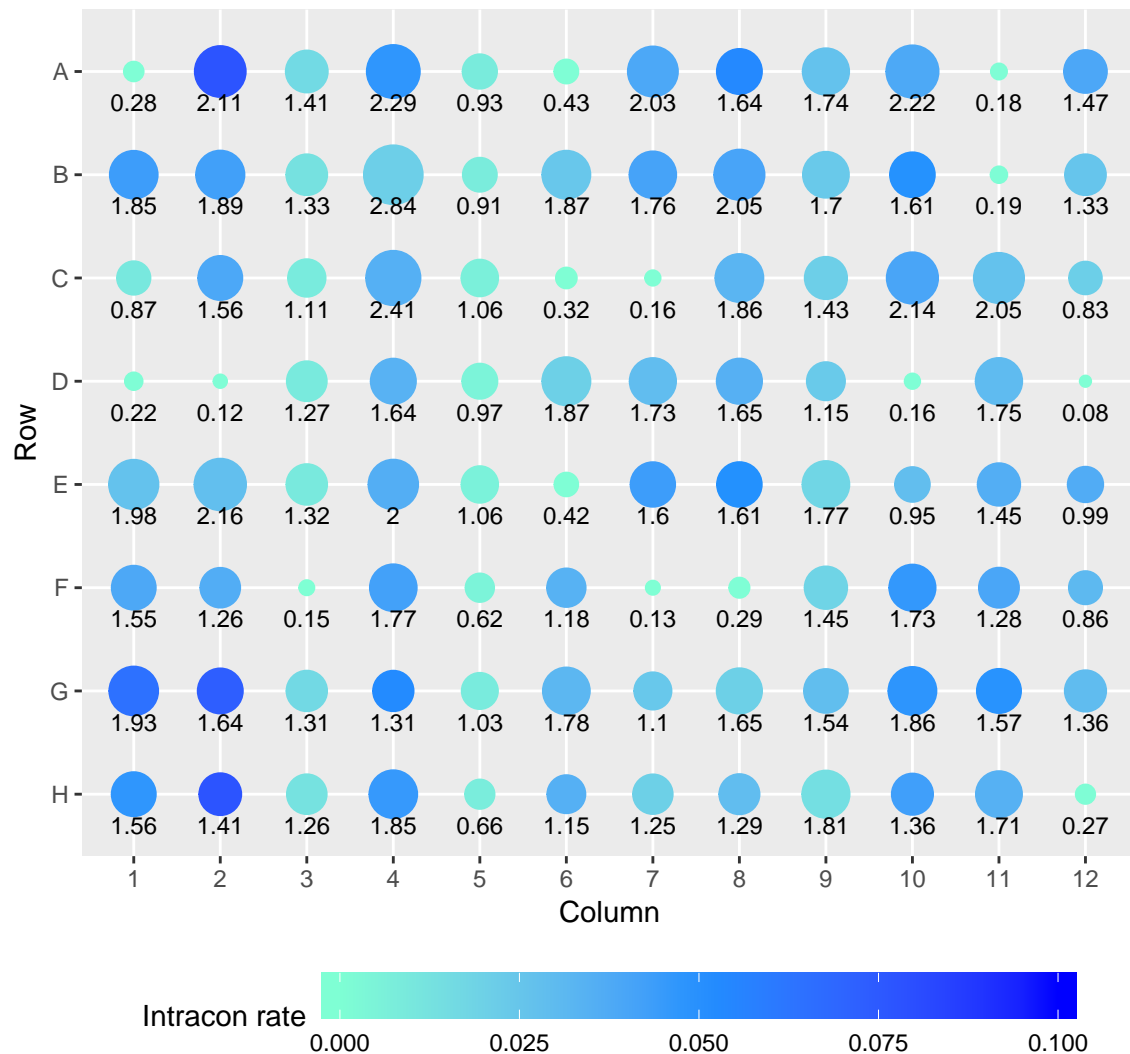 A
0.28 2.11 1.41 2.29 0.93 0.43 2.03 1.64 1.74 2.22 0.18 1.47
B
1.85 1.89 1.33 2.84 0.91 1.87 1.76 2.05 1.7 1.61 0.19 1.33
C
0.87 1.56 1.11 2.41 1.06 0.32 0.16 1.86 1.43 2.14 2.05 0.83
D
0.22 0.12 1.27 1.64 0.97 1.87 1.73 1.65 1.15 0.16 1.75 0.08
Row
E
1.98 2.16 1.32 2 1.06 0.42 1.6 1.61 1.77 0.95 1.45 0.99
F
1.55 1.26 0.15 1.77 0.62 1.18 0.13 0.29 1.45 1.73 1.28 0.86
G
1.93 1.64 1.31 1.31 1.03 1.78 1.1 1.65 1.54 1.86 1.57 1.36
H
1.56 1.41 1.26 1.85 0.66 1.15 1.25 1.29 1.81 1.36 1.71 0.27
1 2 3 4 5 6 7 8 9 10 11 12
Column
Intracon rate
0.000 0.025 0.050 0.075 0.100